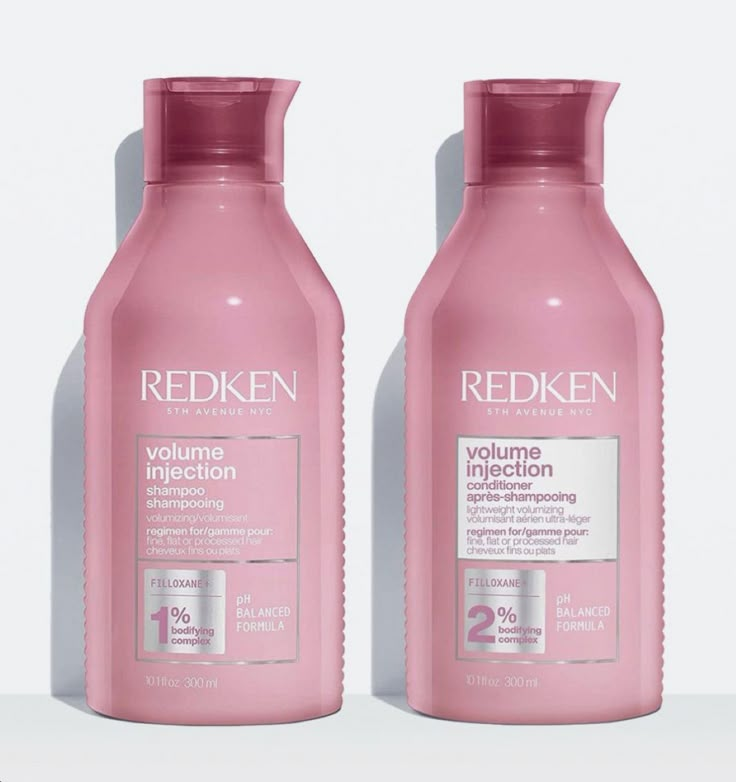 REDKEN
5TH AVENUE NYC
volume
injection
shampoo
shampooing
volumizing/volumisant
regimen for/gamme pour:
fine, flat or processed hair
cheveux fins ou plats
FILLOXANE+
1%
bodifying
complex
pH
BALANCED
FORMULA
10.1 fl oz 300 ml
REDKEN
5TH AVENUE NYC
volume
injection
conditioner
après-shampooing
lightweight volumizing
volumisant aérien ultra-léger
regimen for/gamme pour:
fine, flat or processed hair
cheveux fins ou plats
FILLOXANE+
2%
bodifying
complex
pH
BALANCED
FORMULA
10.1 fl oz 300 ml